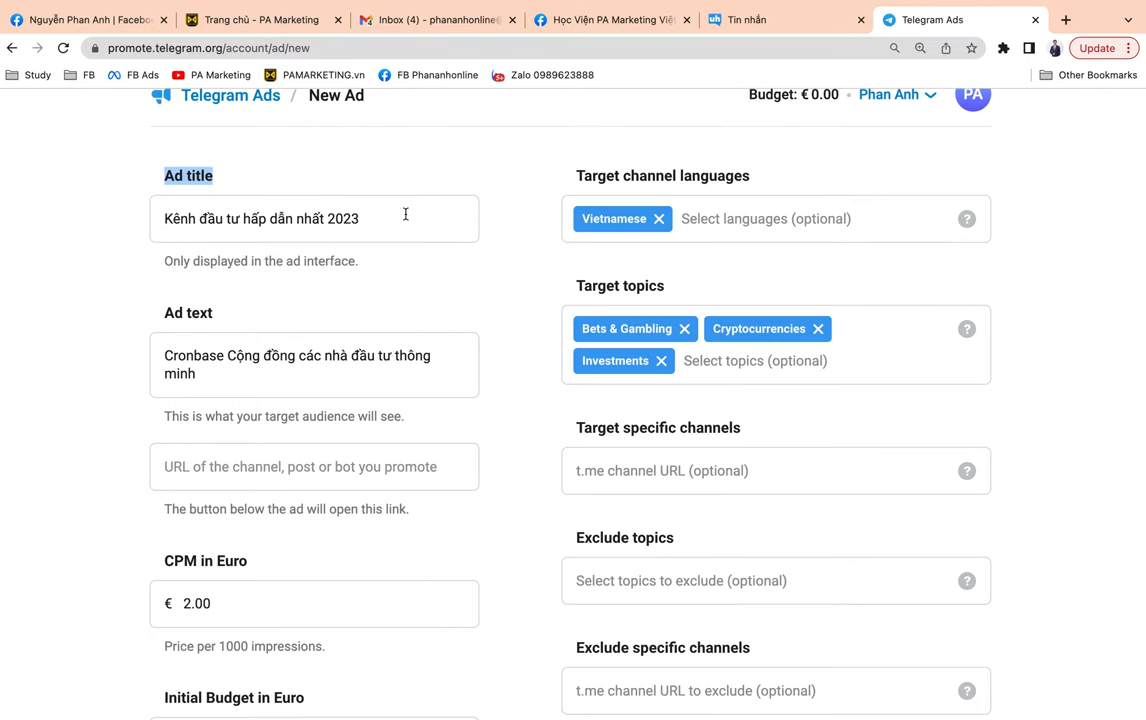 Nguyễn Phan Anh | Facebo
Trang chủ - PA Marketing
Inbox (4) - phananhonline@
Học Viện PA Marketing Việ
Tin nhắn
Telegram Ads
promote.telegram.org/account/ad/new
Update
Study
FB
FB Ads
PA Marketing
PAMARKETING.vn
FB Phananhonline
Zalo 0989623888
Other Bookmarks
Telegram Ads / New Ad
Budget: € 0.00 • Phan Anh
PA
Ad title
Kênh đầu tư hấp dẫn nhất 2023
Only displayed in the ad interface.
Ad text
Cronbase Cộng đồng các nhà đầu tư thông
minh
This is what your target audience will see.
URL of the channel, post or bot you promote
The button below the ad will open this link.
CPM in Euro
€ 2.00
Price per 1000 impressions.
Initial Budget in Euro
Target channel languages
Vietnamese × Select languages (optional) ?
Target topics
Bets & Gambling × Cryptocurrencies × ?
Investments × Select topics (optional)
Target specific channels
t.me channel URL (optional) ?
Exclude topics
Select topics to exclude (optional) ?
Exclude specific channels
t.me channel URL to exclude (optional) ?